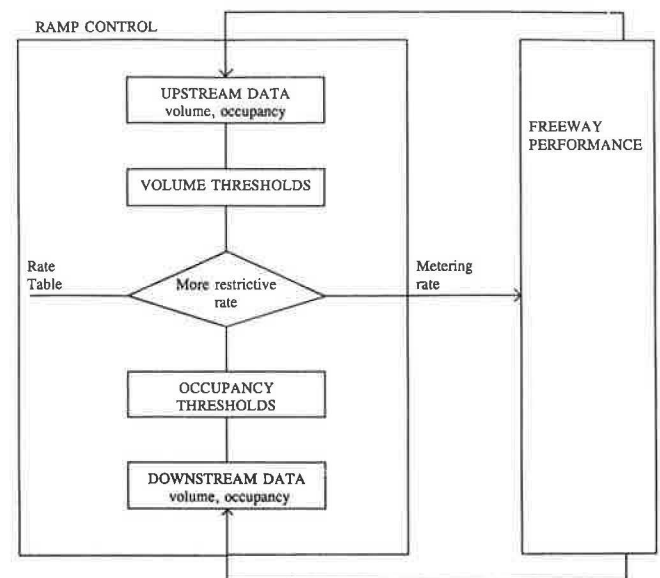 RAMP CONTROL
UPSTREAM DATA
volume, occupancy
FREEWAY
PERFORMANCE
VOLUME THRESHOLDS
Rate
Table
More restrictive
rate
Metering
rate
OCCUPANCY
THRESHOLDS
DOWNSTREAM DATA
volume, occupancy